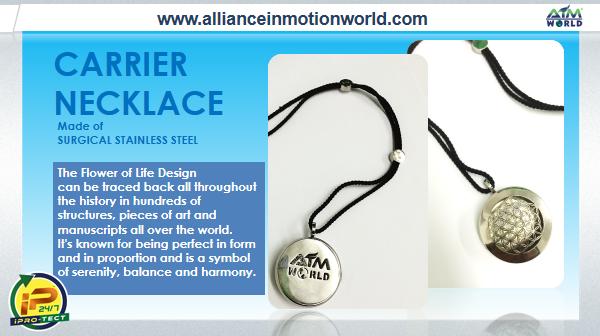 www.allianceinmotionworld.com
AIM
WORLD
CARRIER
NECKLACE
Made of
SURGICAL STAINLESS STEEL
The Flower of Life Design
can be traced back all throughout
the history in hundreds of
structures, pieces of art and
manuscripts all over the world.
It's known for being perfect in form
and in proportion and is a symbol
of serenity, balance and harmony.
AIM
WORLD
iP
24/7
iPRO-TECT